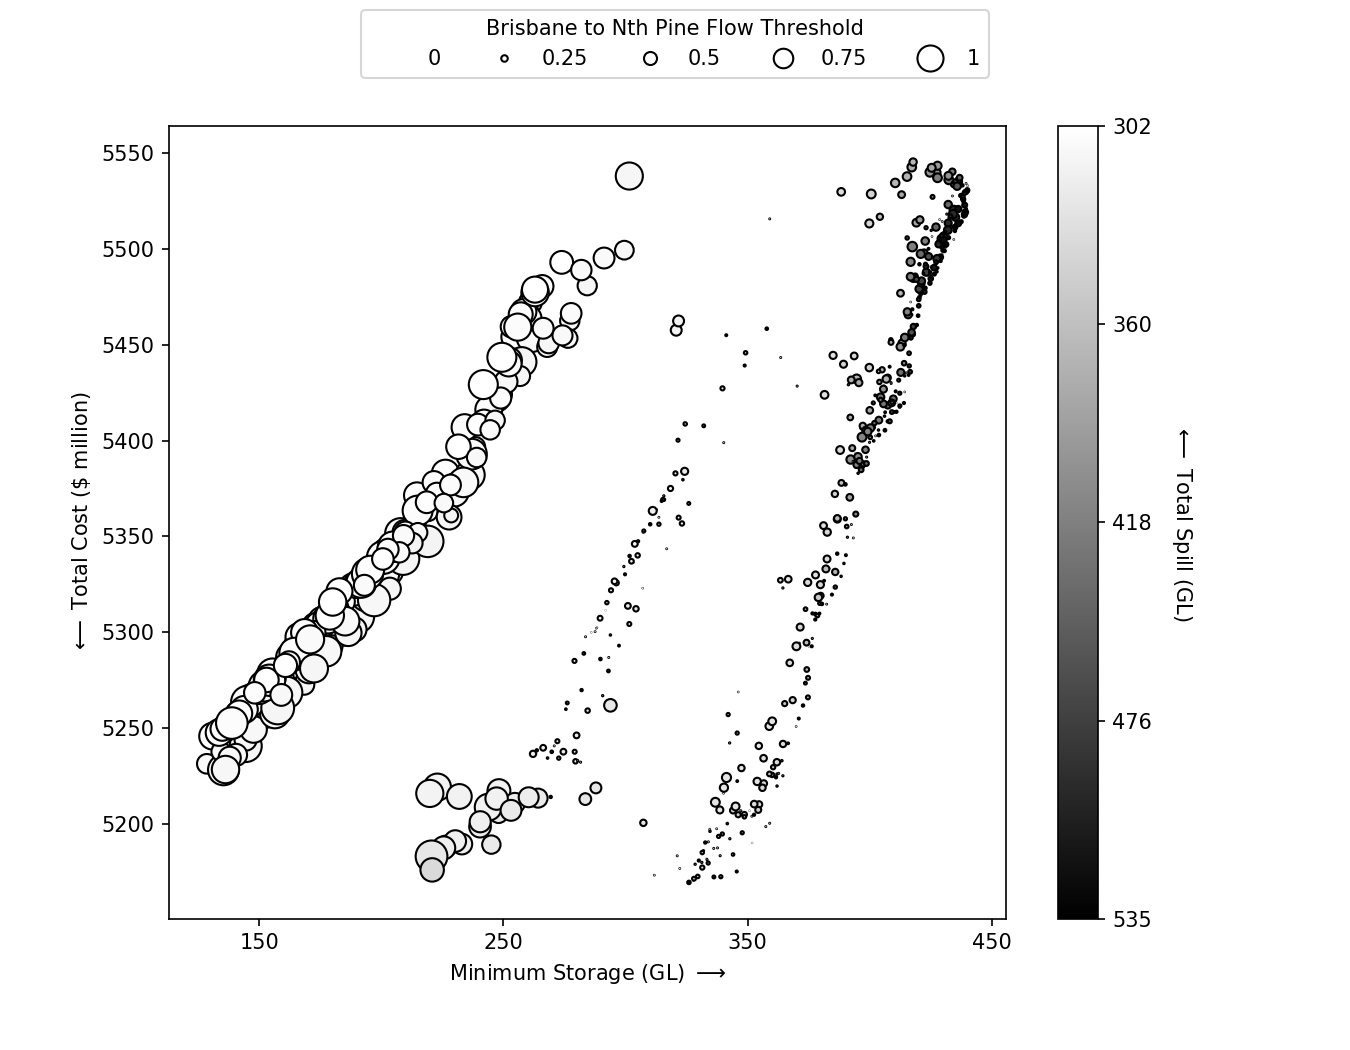 Brisbane to Nth Pine Flow Threshold
0 0.25 0.5 0.75 1
5550
5500
5450
5400
5350
5300
5250
5200
⟵ Total Cost ($ million)
150 250 350 450
Minimum Storage (GL) ⟶
302
360
418
476
535
⟵ Total Spill (GL)